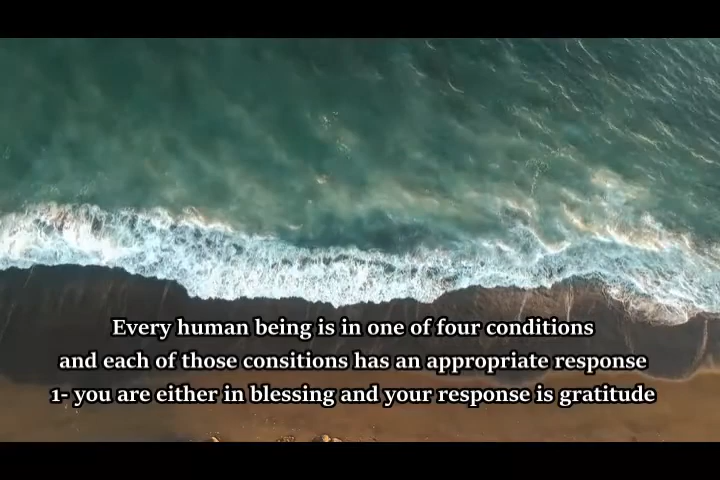 Every human being is in one of four conditions
and each of those consitions has an appropriate response
1- you are either in blessing and your response is gratitude